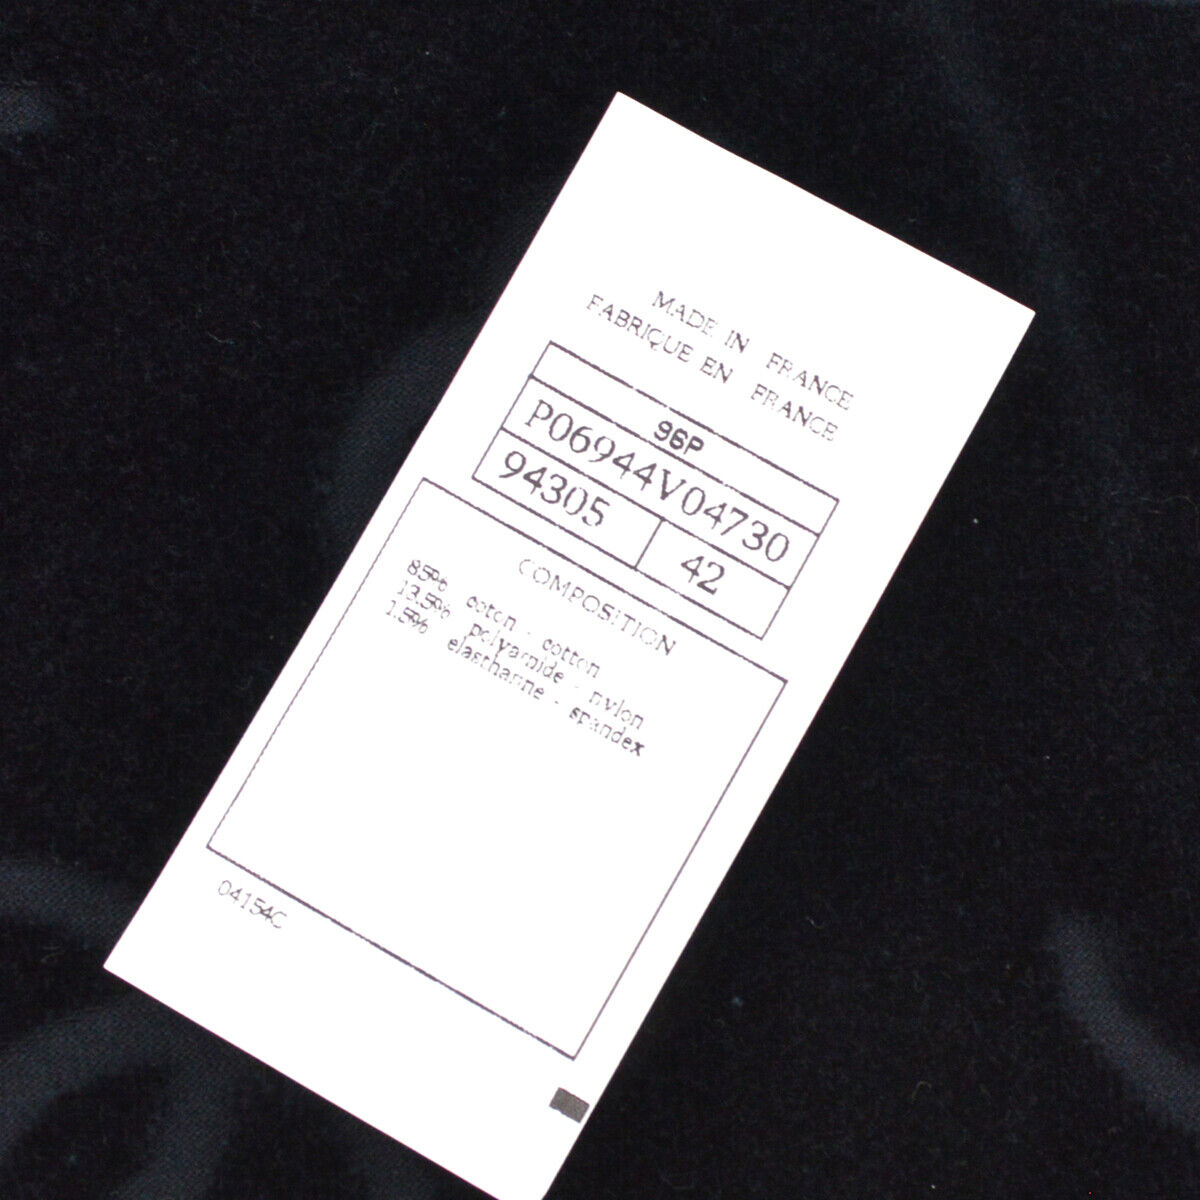 MADE IN FRANCE
FABRIQUE EN FRANCE
96P
P06944V04730
94305 42
COMPOSITION
85% coton - cotton
13.5% polyamide - nylon
1.5% elasthanne - spandex
04154C